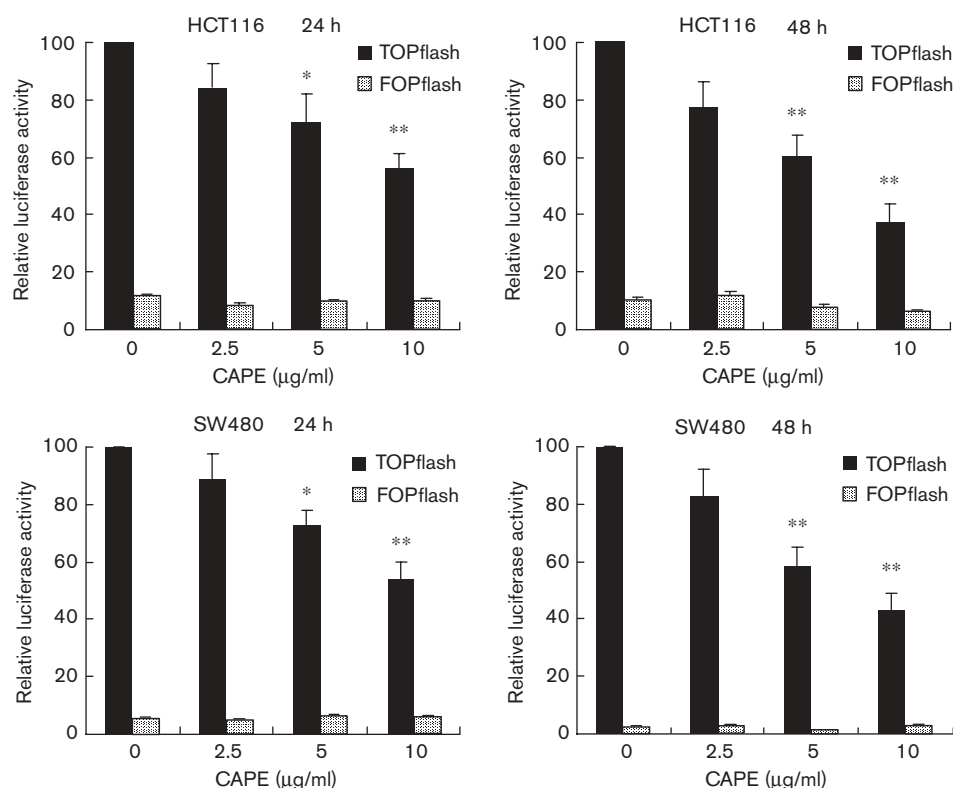 HCT116 24 h
TOPflash
FOPflash
Relative luciferase activity
100
80
60
40
20
0
*
**
0 2.5 5 10
CAPE (μg/ml)
HCT116 48 h
TOPflash
FOPflash
Relative luciferase activity
100
80
60
40
20
0
**
**
0 2.5 5 10
CAPE (μg/ml)
SW480 24 h
TOPflash
FOPflash
Relative luciferase activity
100
80
60
40
20
0
*
**
0 2.5 5 10
CAPE (μg/ml)
SW480 48 h
TOPflash
FOPflash
Relative luciferase activity
100
80
60
40
20
0
**
**
0 2.5 5 10
CAPE (μg/ml)